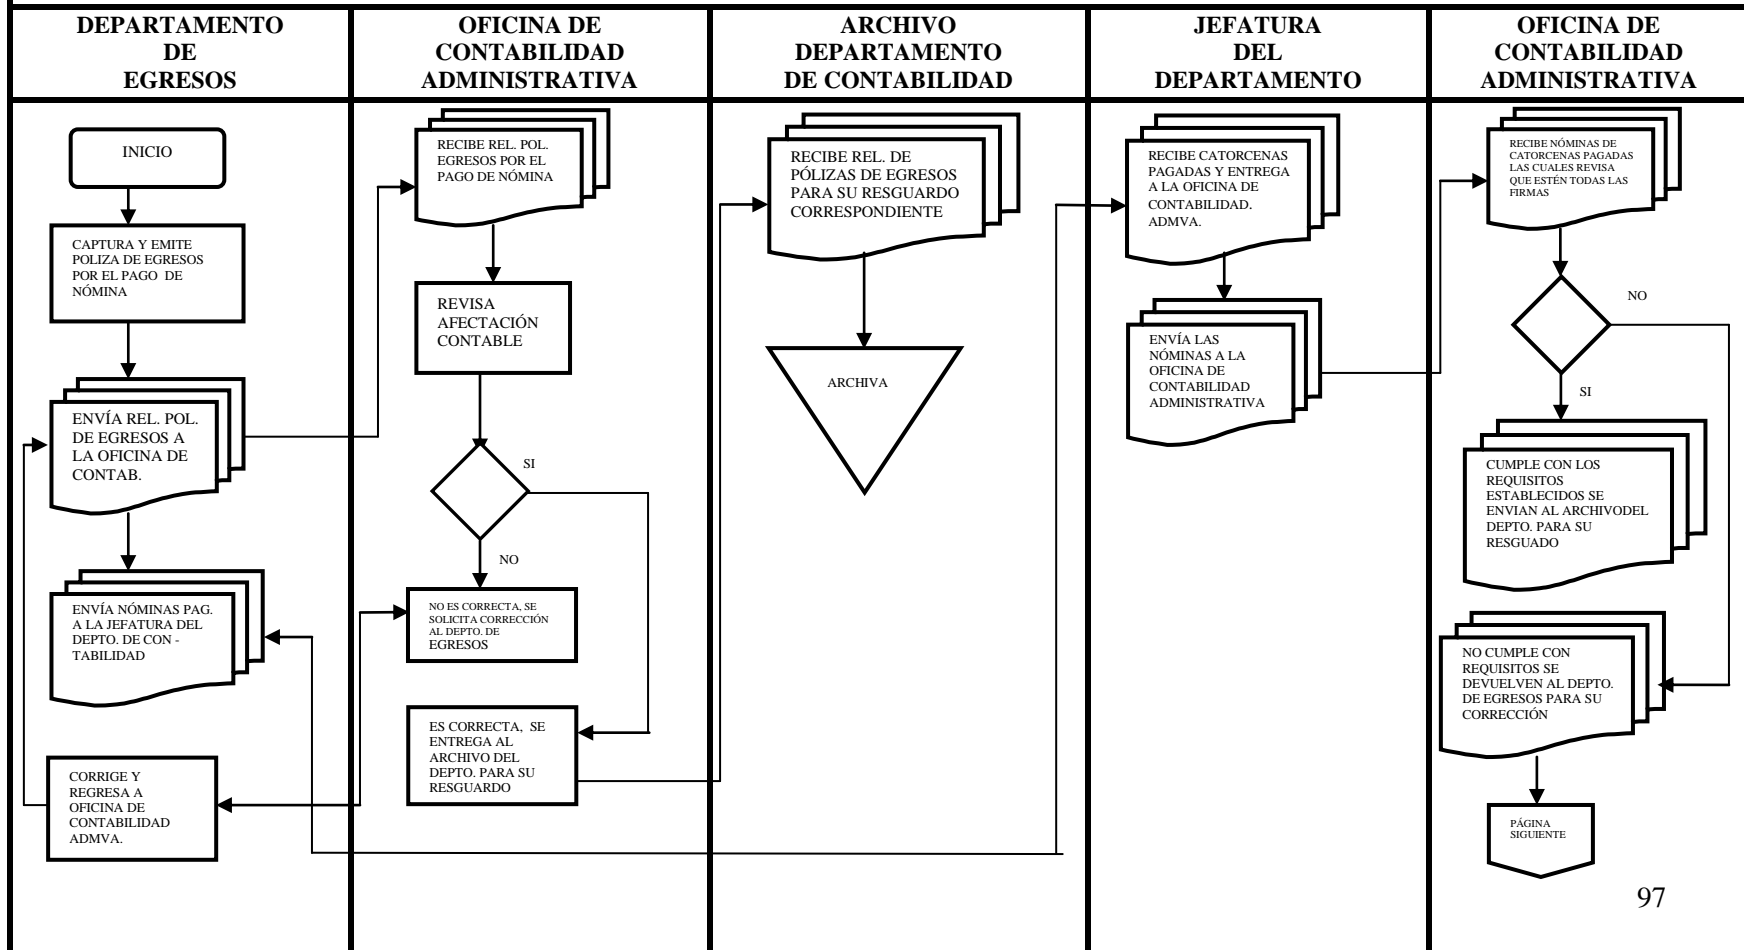 DEPARTAMENTO
DE
EGRESOS
OFICINA DE
CONTABILIDAD
ADMINISTRATIVA
ARCHIVO
DEPARTAMENTO
DE CONTABILIDAD
JEFATURA
DEL
DEPARTAMENTO
OFICINA DE
CONTABILIDAD
ADMINISTRATIVA
INICIO
CAPTURA Y EMITE
POLIZA DE EGRESOS
POR EL PAGO DE
NÓMINA
ENVÍA REL. POL.
DE EGRESOS A
LA OFICINA DE
CONTAB.
ENVÍA NÓMINAS PAG.
A LA JEFATURA DEL
DEPTO. DE CON -
TABILIDAD
CORRIGE Y
REGRESA A
OFICINA DE
CONTABILIDAD
ADMVA.
RECIBE REL. POL.
EGRESOS POR EL
PAGO DE NÓMINA
REVISA
AFECTACIÓN
CONTABLE
SI
NO
NO ES CORRECTA, SE
SOLICITA CORRECCIÓN
AL DEPTO. DE
EGRESOS
ES CORRECTA, SE
ENTREGA AL
ARCHIVO DEL
DEPTO. PARA SU
RESGUARDO
RECIBE REL. DE
PÓLIZAS DE EGRESOS
PARA SU RESGUARDO
CORRESPONDIENTE
ARCHIVA
RECIBE CATORCENAS
PAGADAS Y ENTREGA
A LA OFICINA DE
CONTABILIDAD.
ADMVA.
ENVÍA LAS
NÓMINAS A LA
OFICINA DE
CONTABILIDAD
ADMINISTRATIVA
RECIBE NÓMINAS DE
CATORCENAS PAGADAS
LAS CUALES REVISA
QUE ESTÉN TODAS LAS
FIRMAS
NO
SI
CUMPLE CON LOS
REQUISITOS
ESTABLECIDOS SE
ENVIAN AL ARCHIVODEL
DEPTO. PARA SU
RESGUADO
NO CUMPLE CON
REQUISITOS SE
DEVUELVEN AL DEPTO.
DE EGRESOS PARA SU
CORRECCIÓN
PÁGINA
SIGUIENTE
97